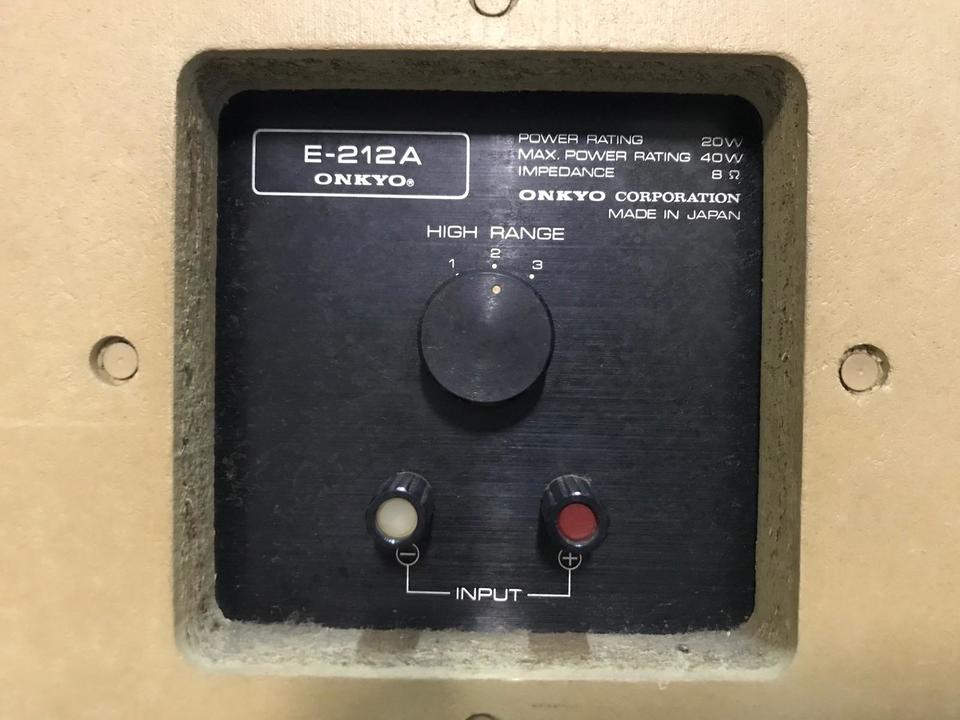 E-212A
ONKYO®
POWER RATING 20W
MAX. POWER RATING 40W
IMPEDANCE 8 Ω
ONKYO CORPORATION
MADE IN JAPAN
HIGH RANGE
1 2 3
− +
INPUT